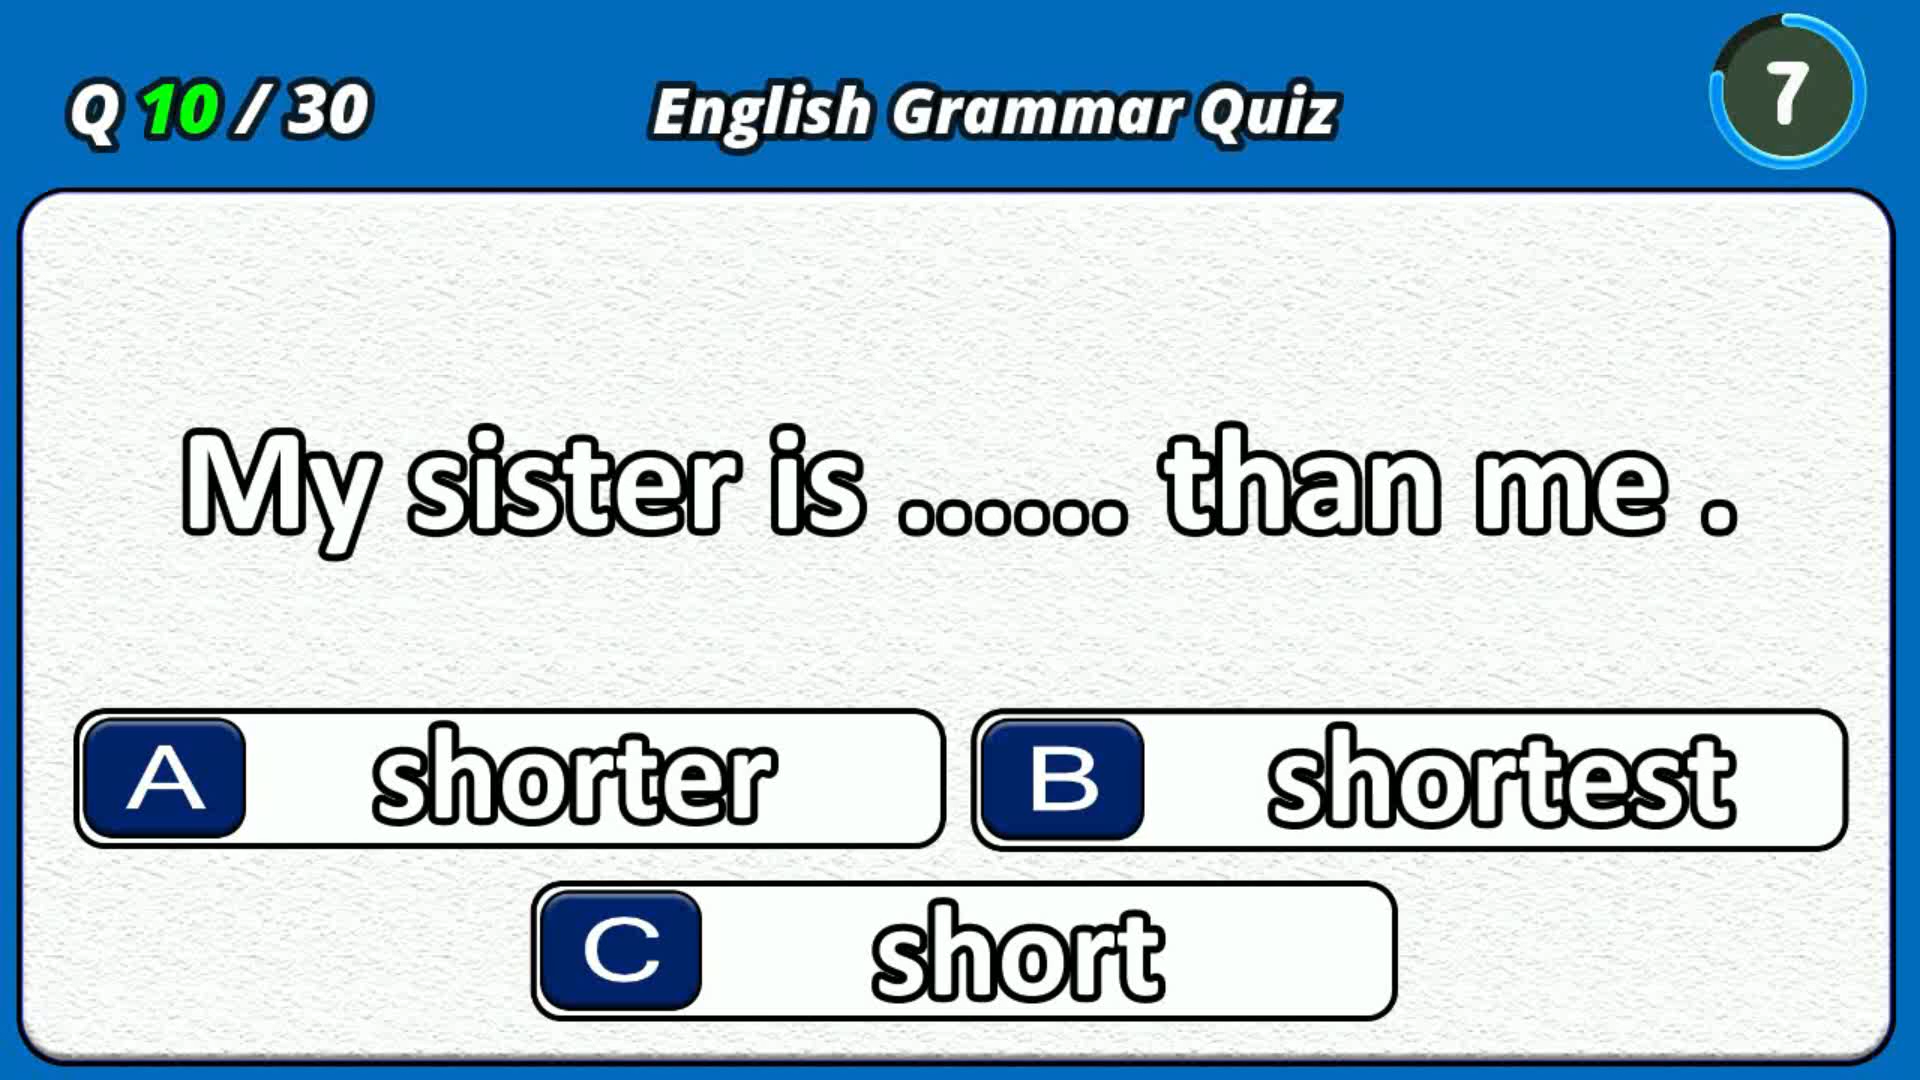 Q 10 / 30
English Grammar Quiz
7
My sister is ...... than me .
A shorter
B shortest
C short